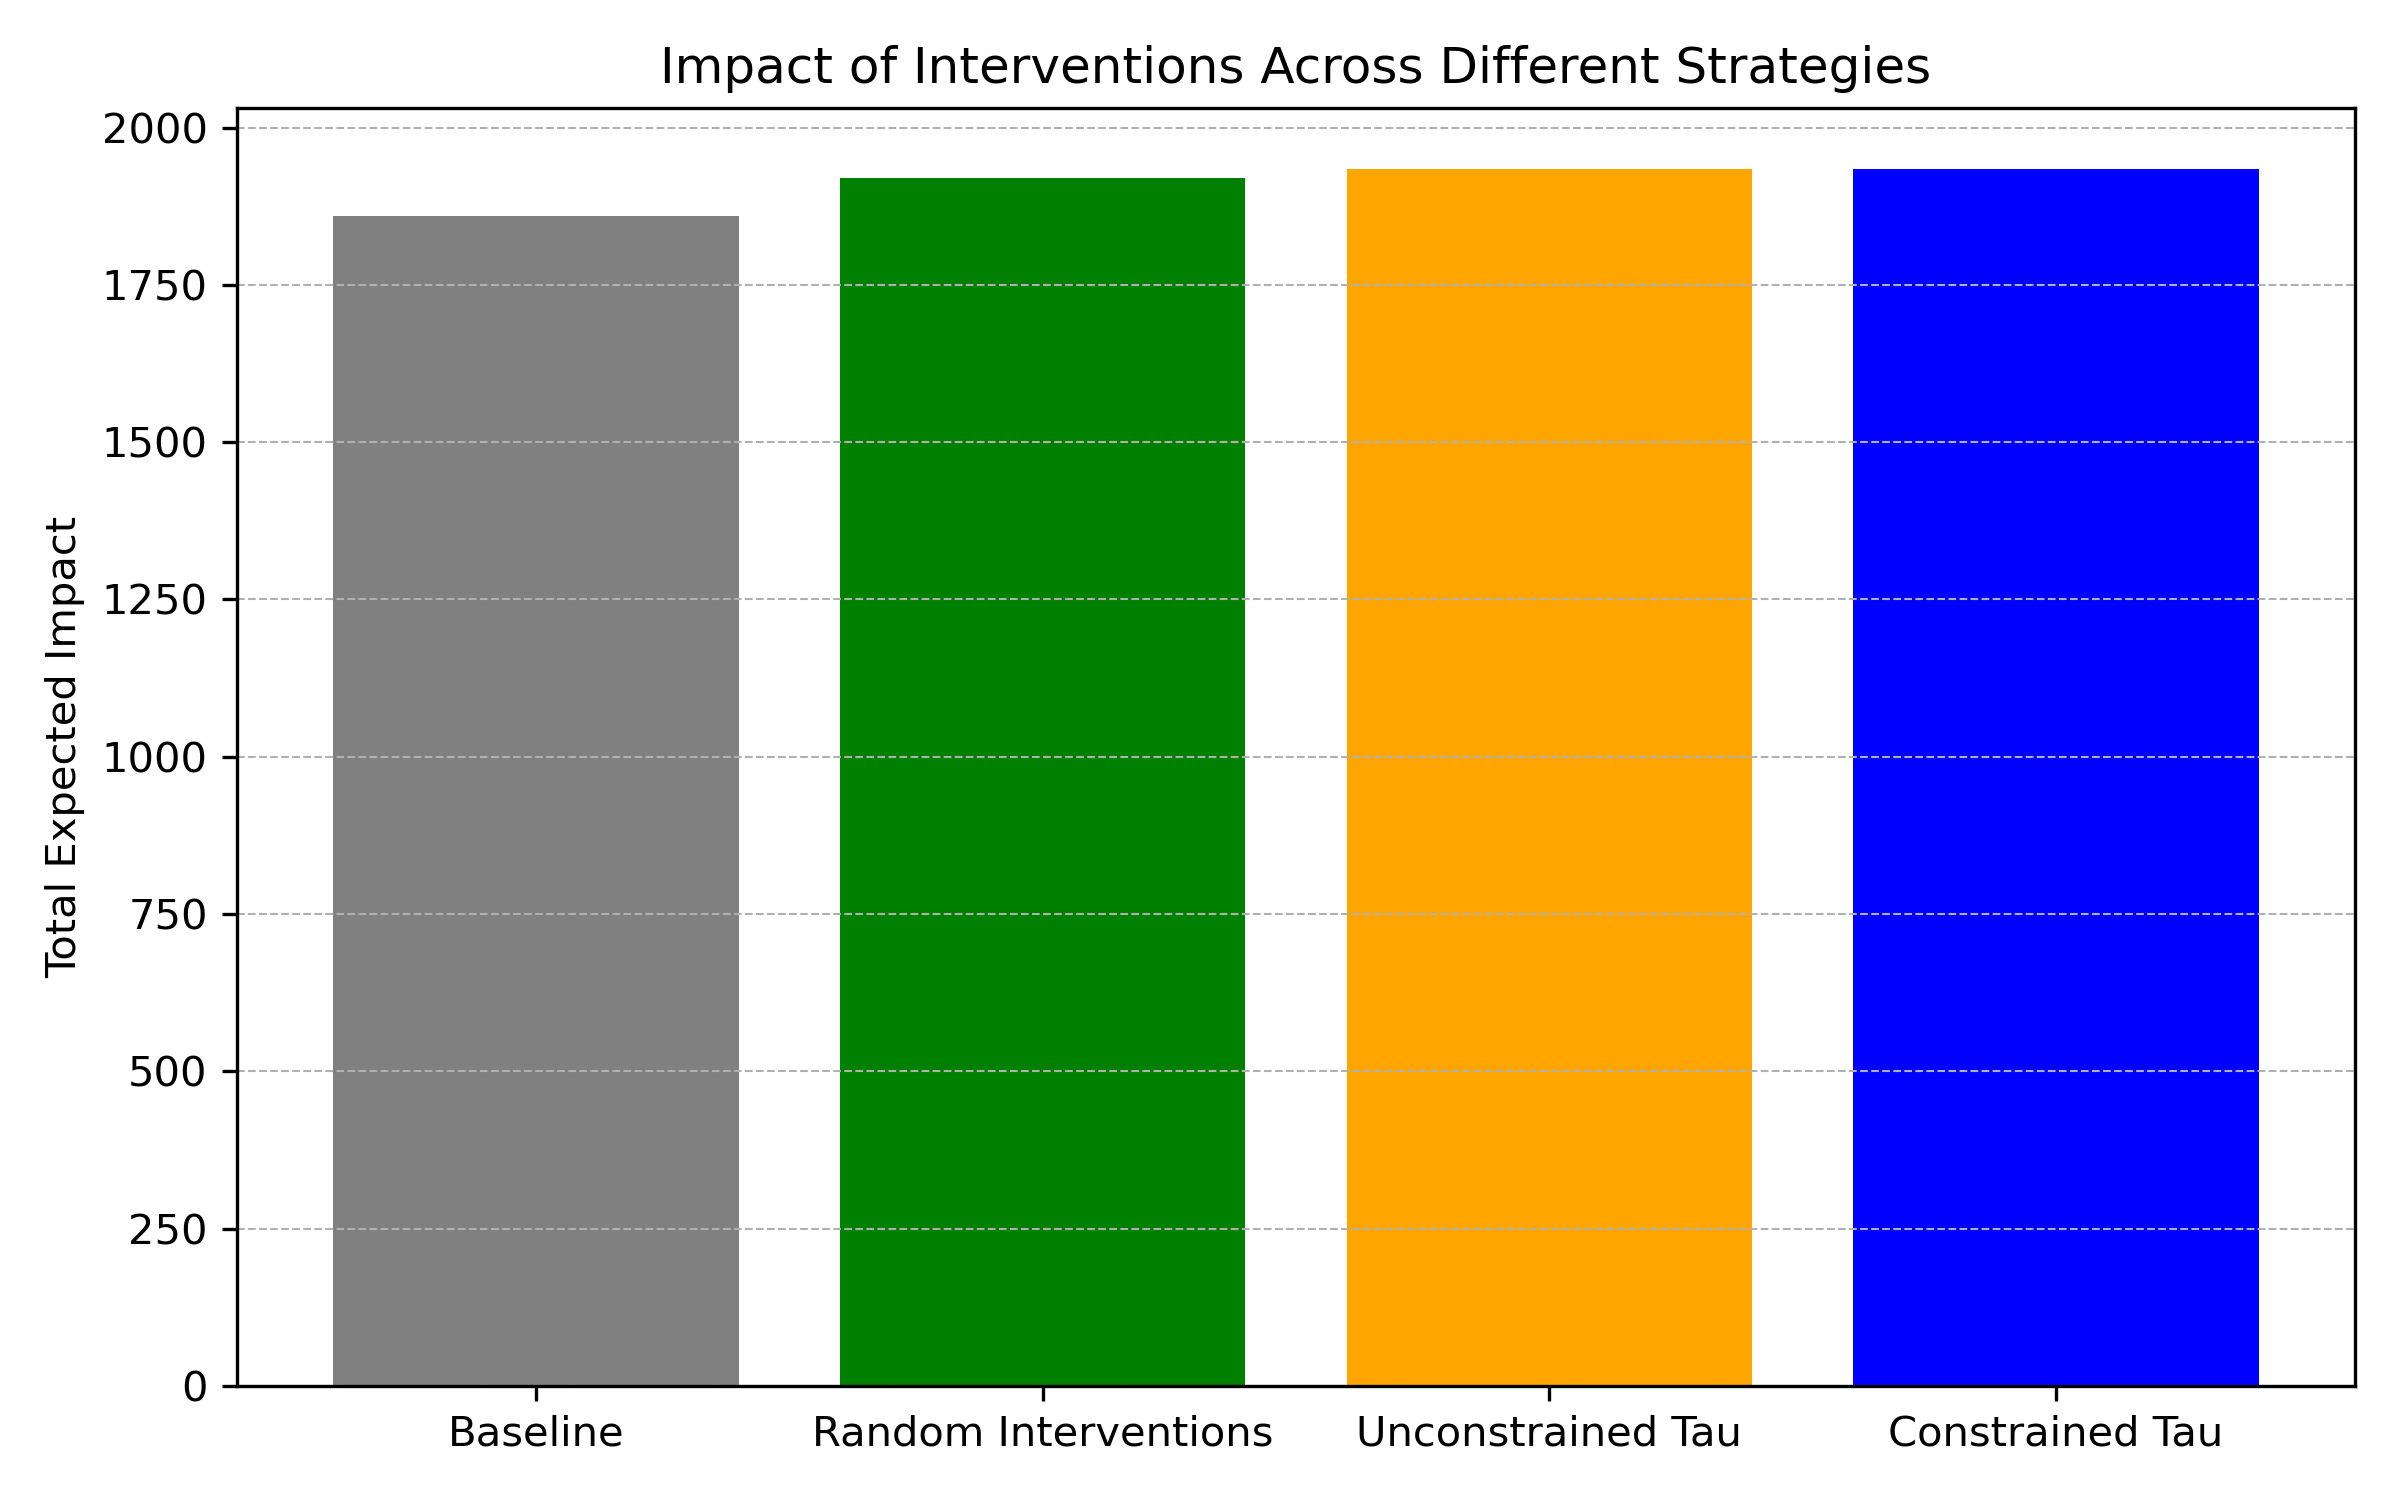 Impact of Interventions Across Different Strategies
Total Expected Impact
2000
1750
1500
1250
1000
750
500
250
0
Baseline
Random Interventions
Unconstrained Tau
Constrained Tau